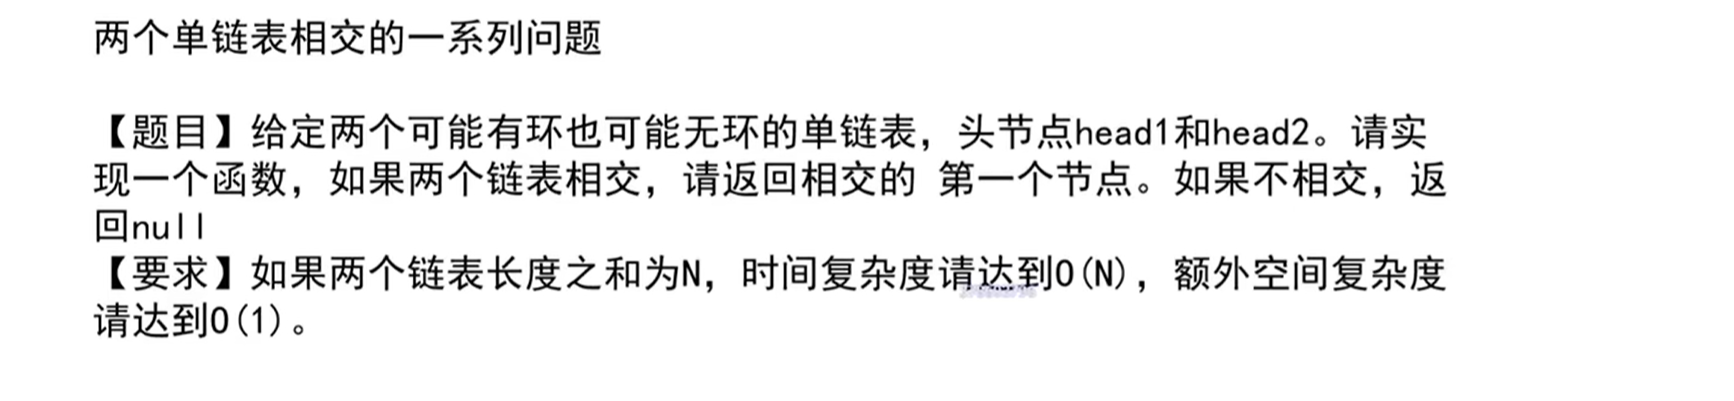 两个单链表相交的一系列问题
【题目】给定两个可能有环也可能无环的单链表，头节点head1和head2。请实
现一个函数，如果两个链表相交，请返回相交的 第一个节点。如果不相交，返
回null
【要求】如果两个链表长度之和为N，时间复杂度请达到O(N)，额外空间复杂度
请达到O(1)。